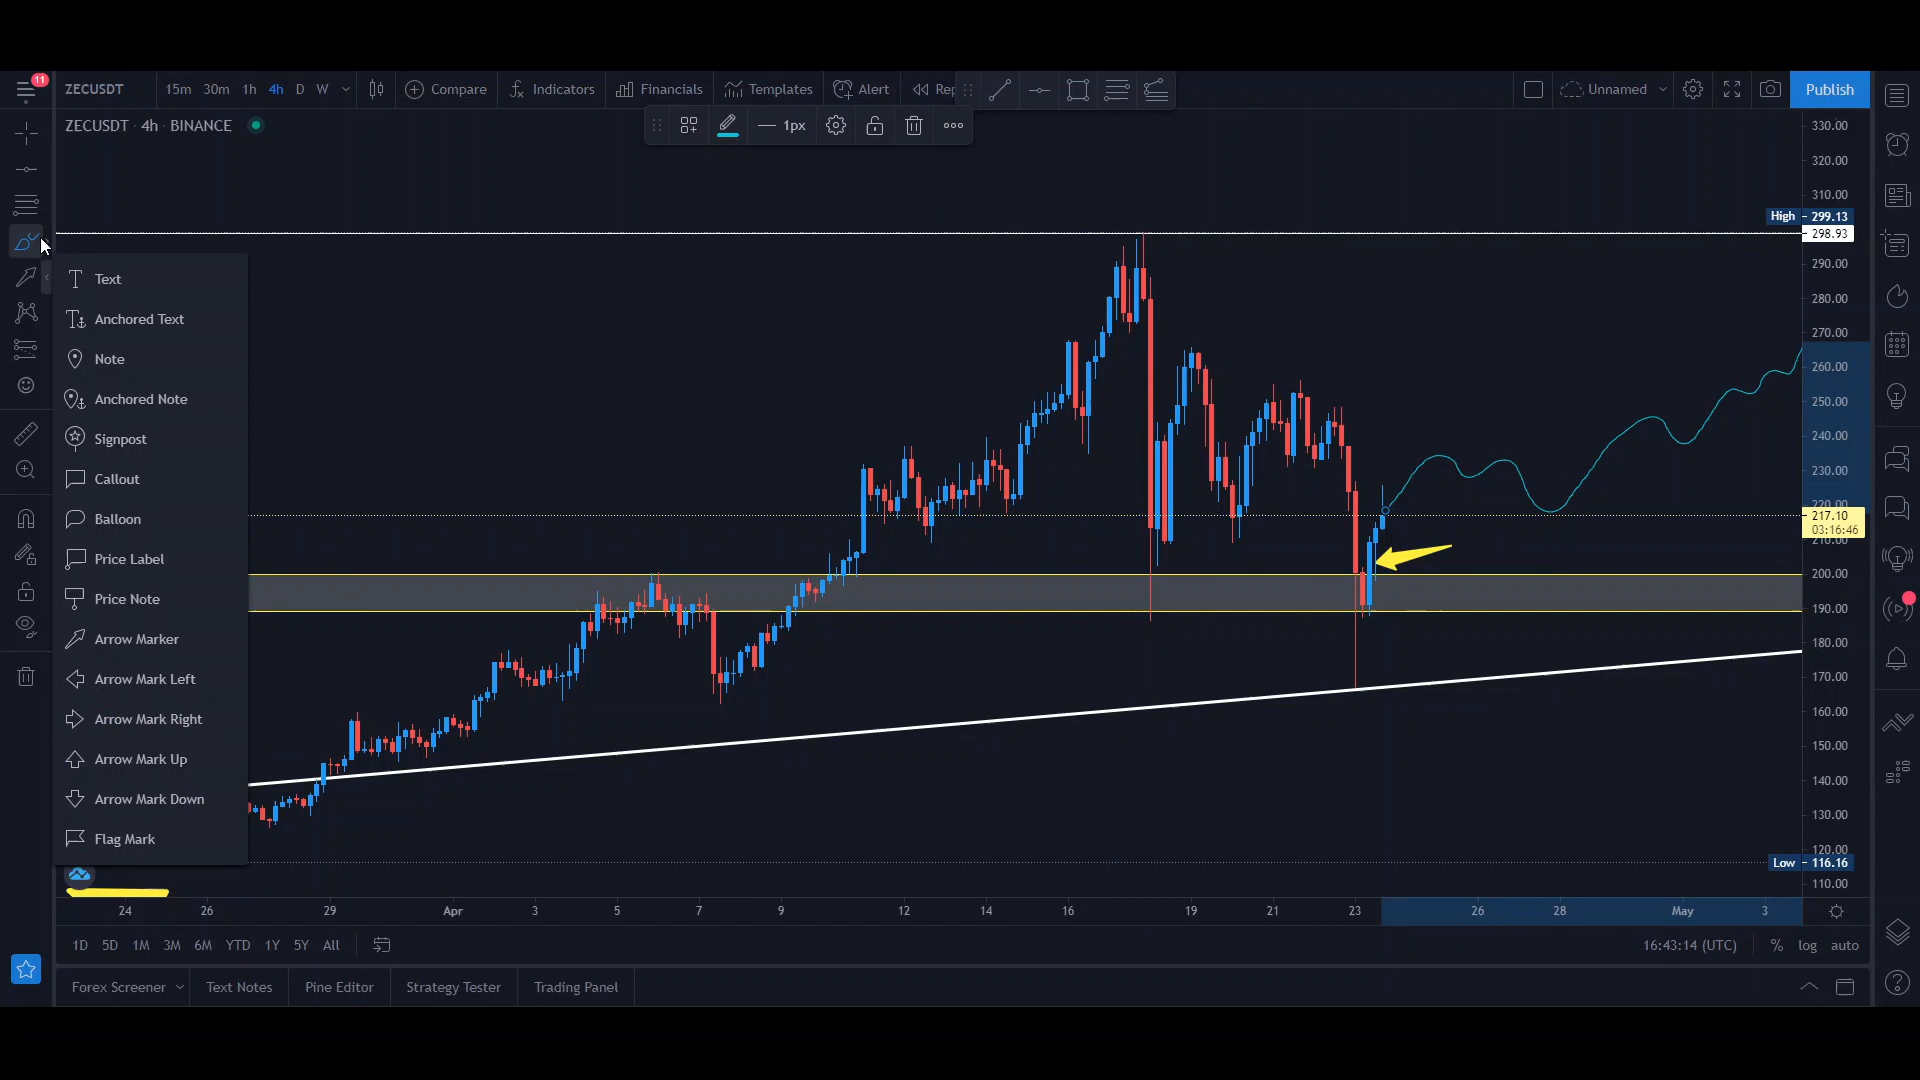 11
ZECUSDT 15m 30m 1h 4h D W Compare Indicators Financials Templates Alert Rep Unnamed Publish
ZECUSDT · 4h · BINANCE
1px
330.00
320.00
310.00
High 299.13
298.93
290.00
280.00
270.00
260.00
250.00
240.00
230.00
220.00
217.10
03:16:46
210.00
200.00
190.00
180.00
170.00
160.00
150.00
140.00
130.00
120.00
Low 116.16
110.00
Text
Anchored Text
Note
Anchored Note
Signpost
Callout
Balloon
Price Label
Price Note
Arrow Marker
Arrow Mark Left
Arrow Mark Right
Arrow Mark Up
Arrow Mark Down
Flag Mark
24 26 29 Apr 3 5 7 9 12 14 16 19 21 23 26 28 May 3
1D 5D 1M 3M 6M YTD 1Y 5Y All 16:43:14 (UTC) % log auto
Forex Screener Text Notes Pine Editor Strategy Tester Trading Panel